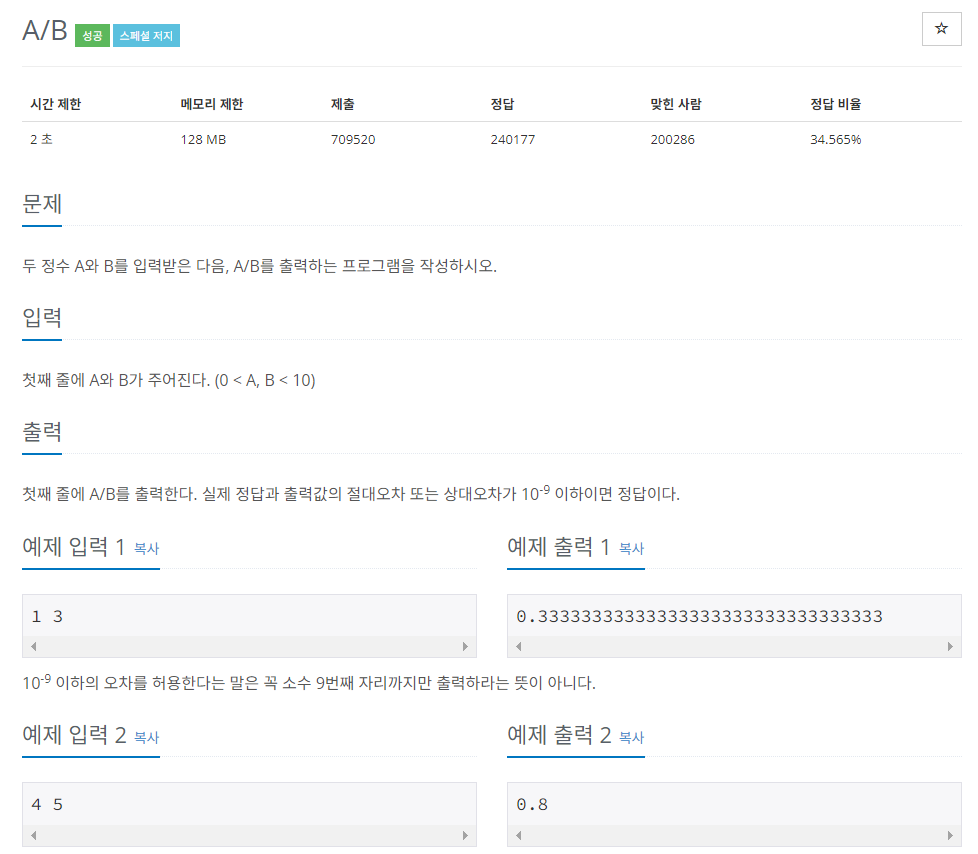 A/B 성공 스페셜 저지
☆
시간 제한 메모리 제한 제출 정답 맞힌 사람 정답 비율
2 초 128 MB 709520 240177 200286 34.565%
문제
두 정수 A와 B를 입력받은 다음, A/B를 출력하는 프로그램을 작성하시오.
입력
첫째 줄에 A와 B가 주어진다. (0 < A, B < 10)
출력
첫째 줄에 A/B를 출력한다. 실제 정답과 출력값의 절대오차 또는 상대오차가 10-9 이하이면 정답이다.
예제 입력 1 복사
1 3
예제 출력 1 복사
0.33333333333333333333333333333333
10-9 이하의 오차를 허용한다는 말은 꼭 소수 9번째 자리까지만 출력하라는 뜻이 아니다.
예제 입력 2 복사
4 5
예제 출력 2 복사
0.8